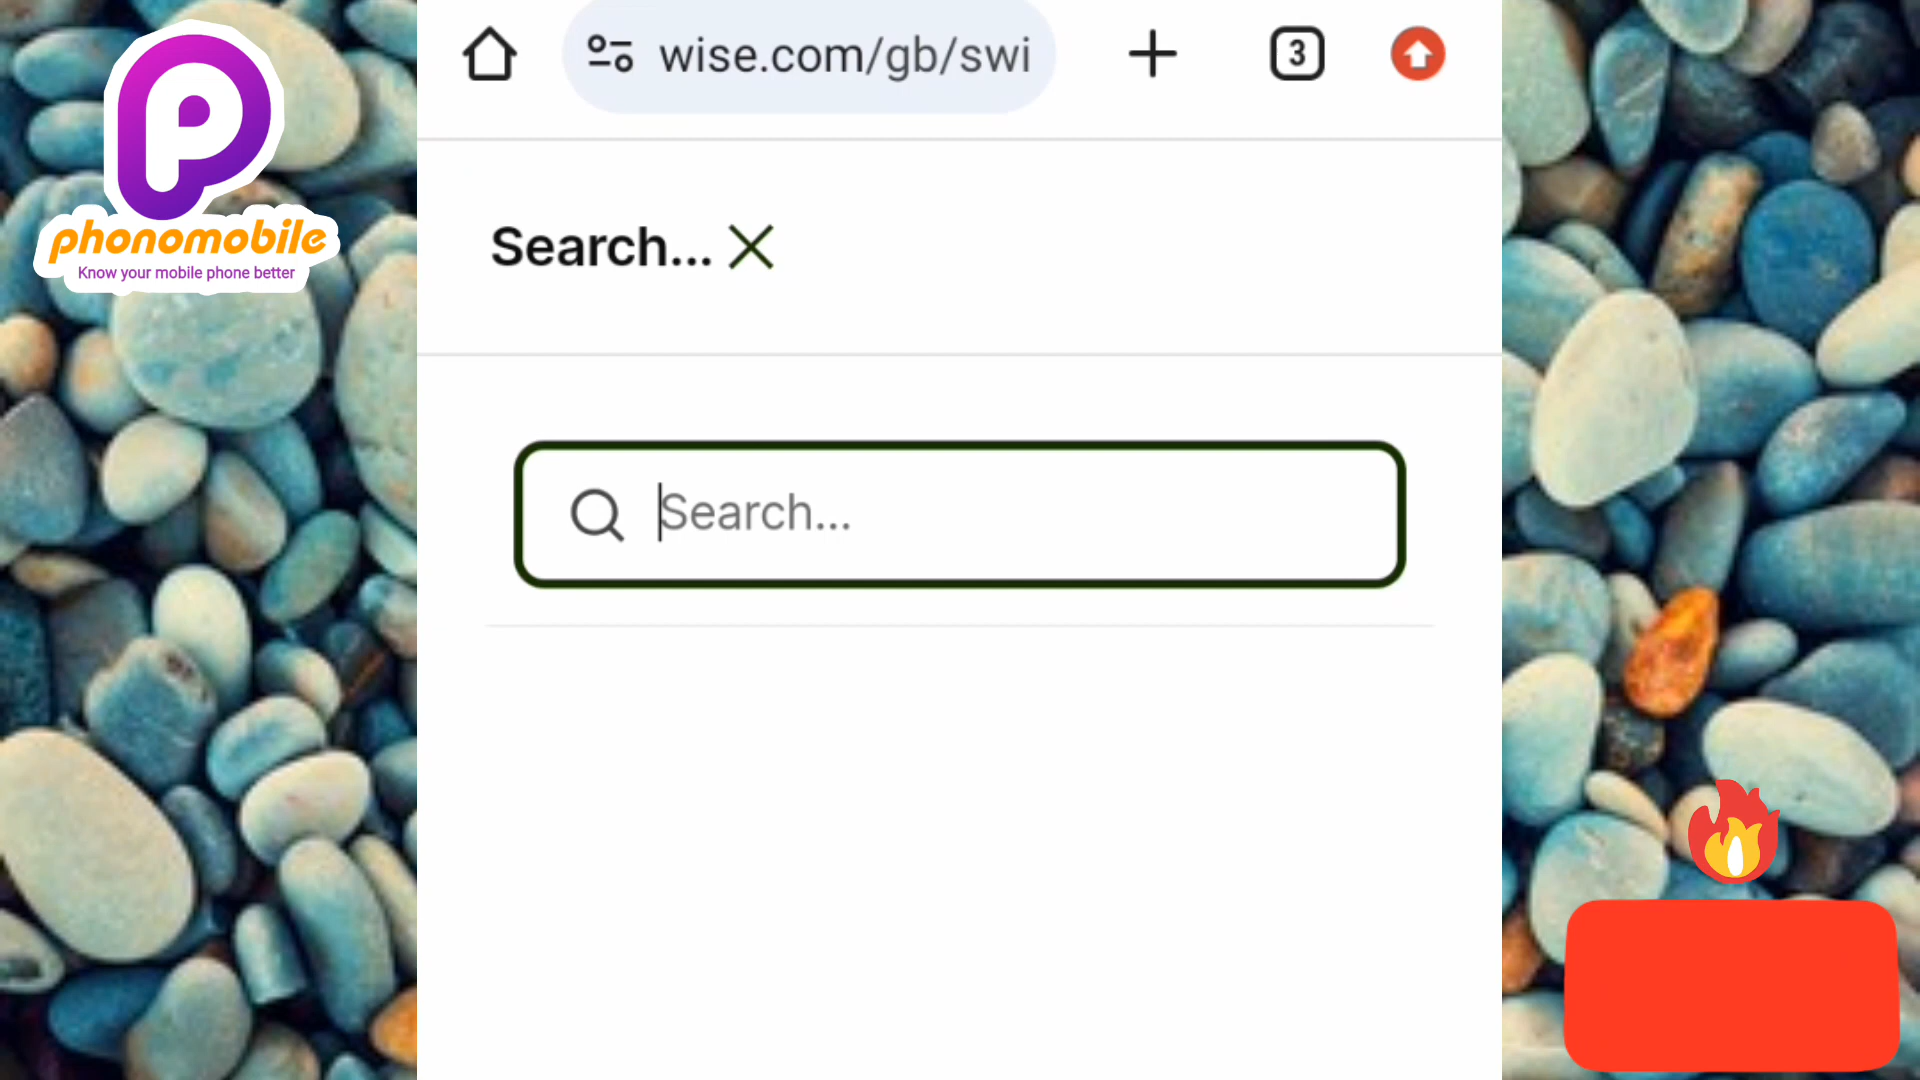 phonomobile
Know your mobile phone better
wise.com/gb/swi
3
Search...
Search...